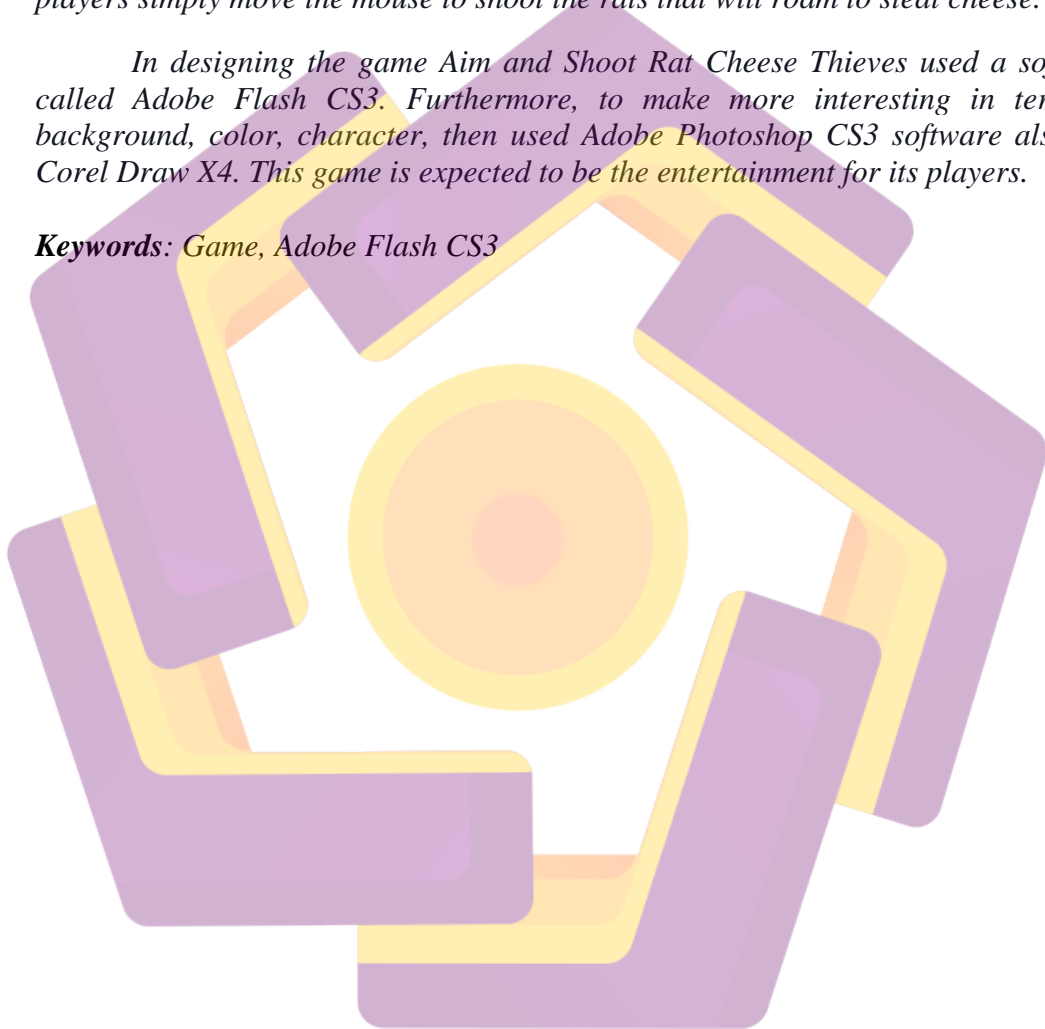 players simply move the mouse to shoot the rats that will roam to steal cheese.
In designing the game Aim and Shoot Rat Cheese Thieves used a so
called Adobe Flash CS3. Furthermore, to make more interesting in ter
background, color, character, then used Adobe Photoshop CS3 software als
Corel Draw X4. This game is expected to be the entertainment for its players.
Keywords: Game, Adobe Flash CS3